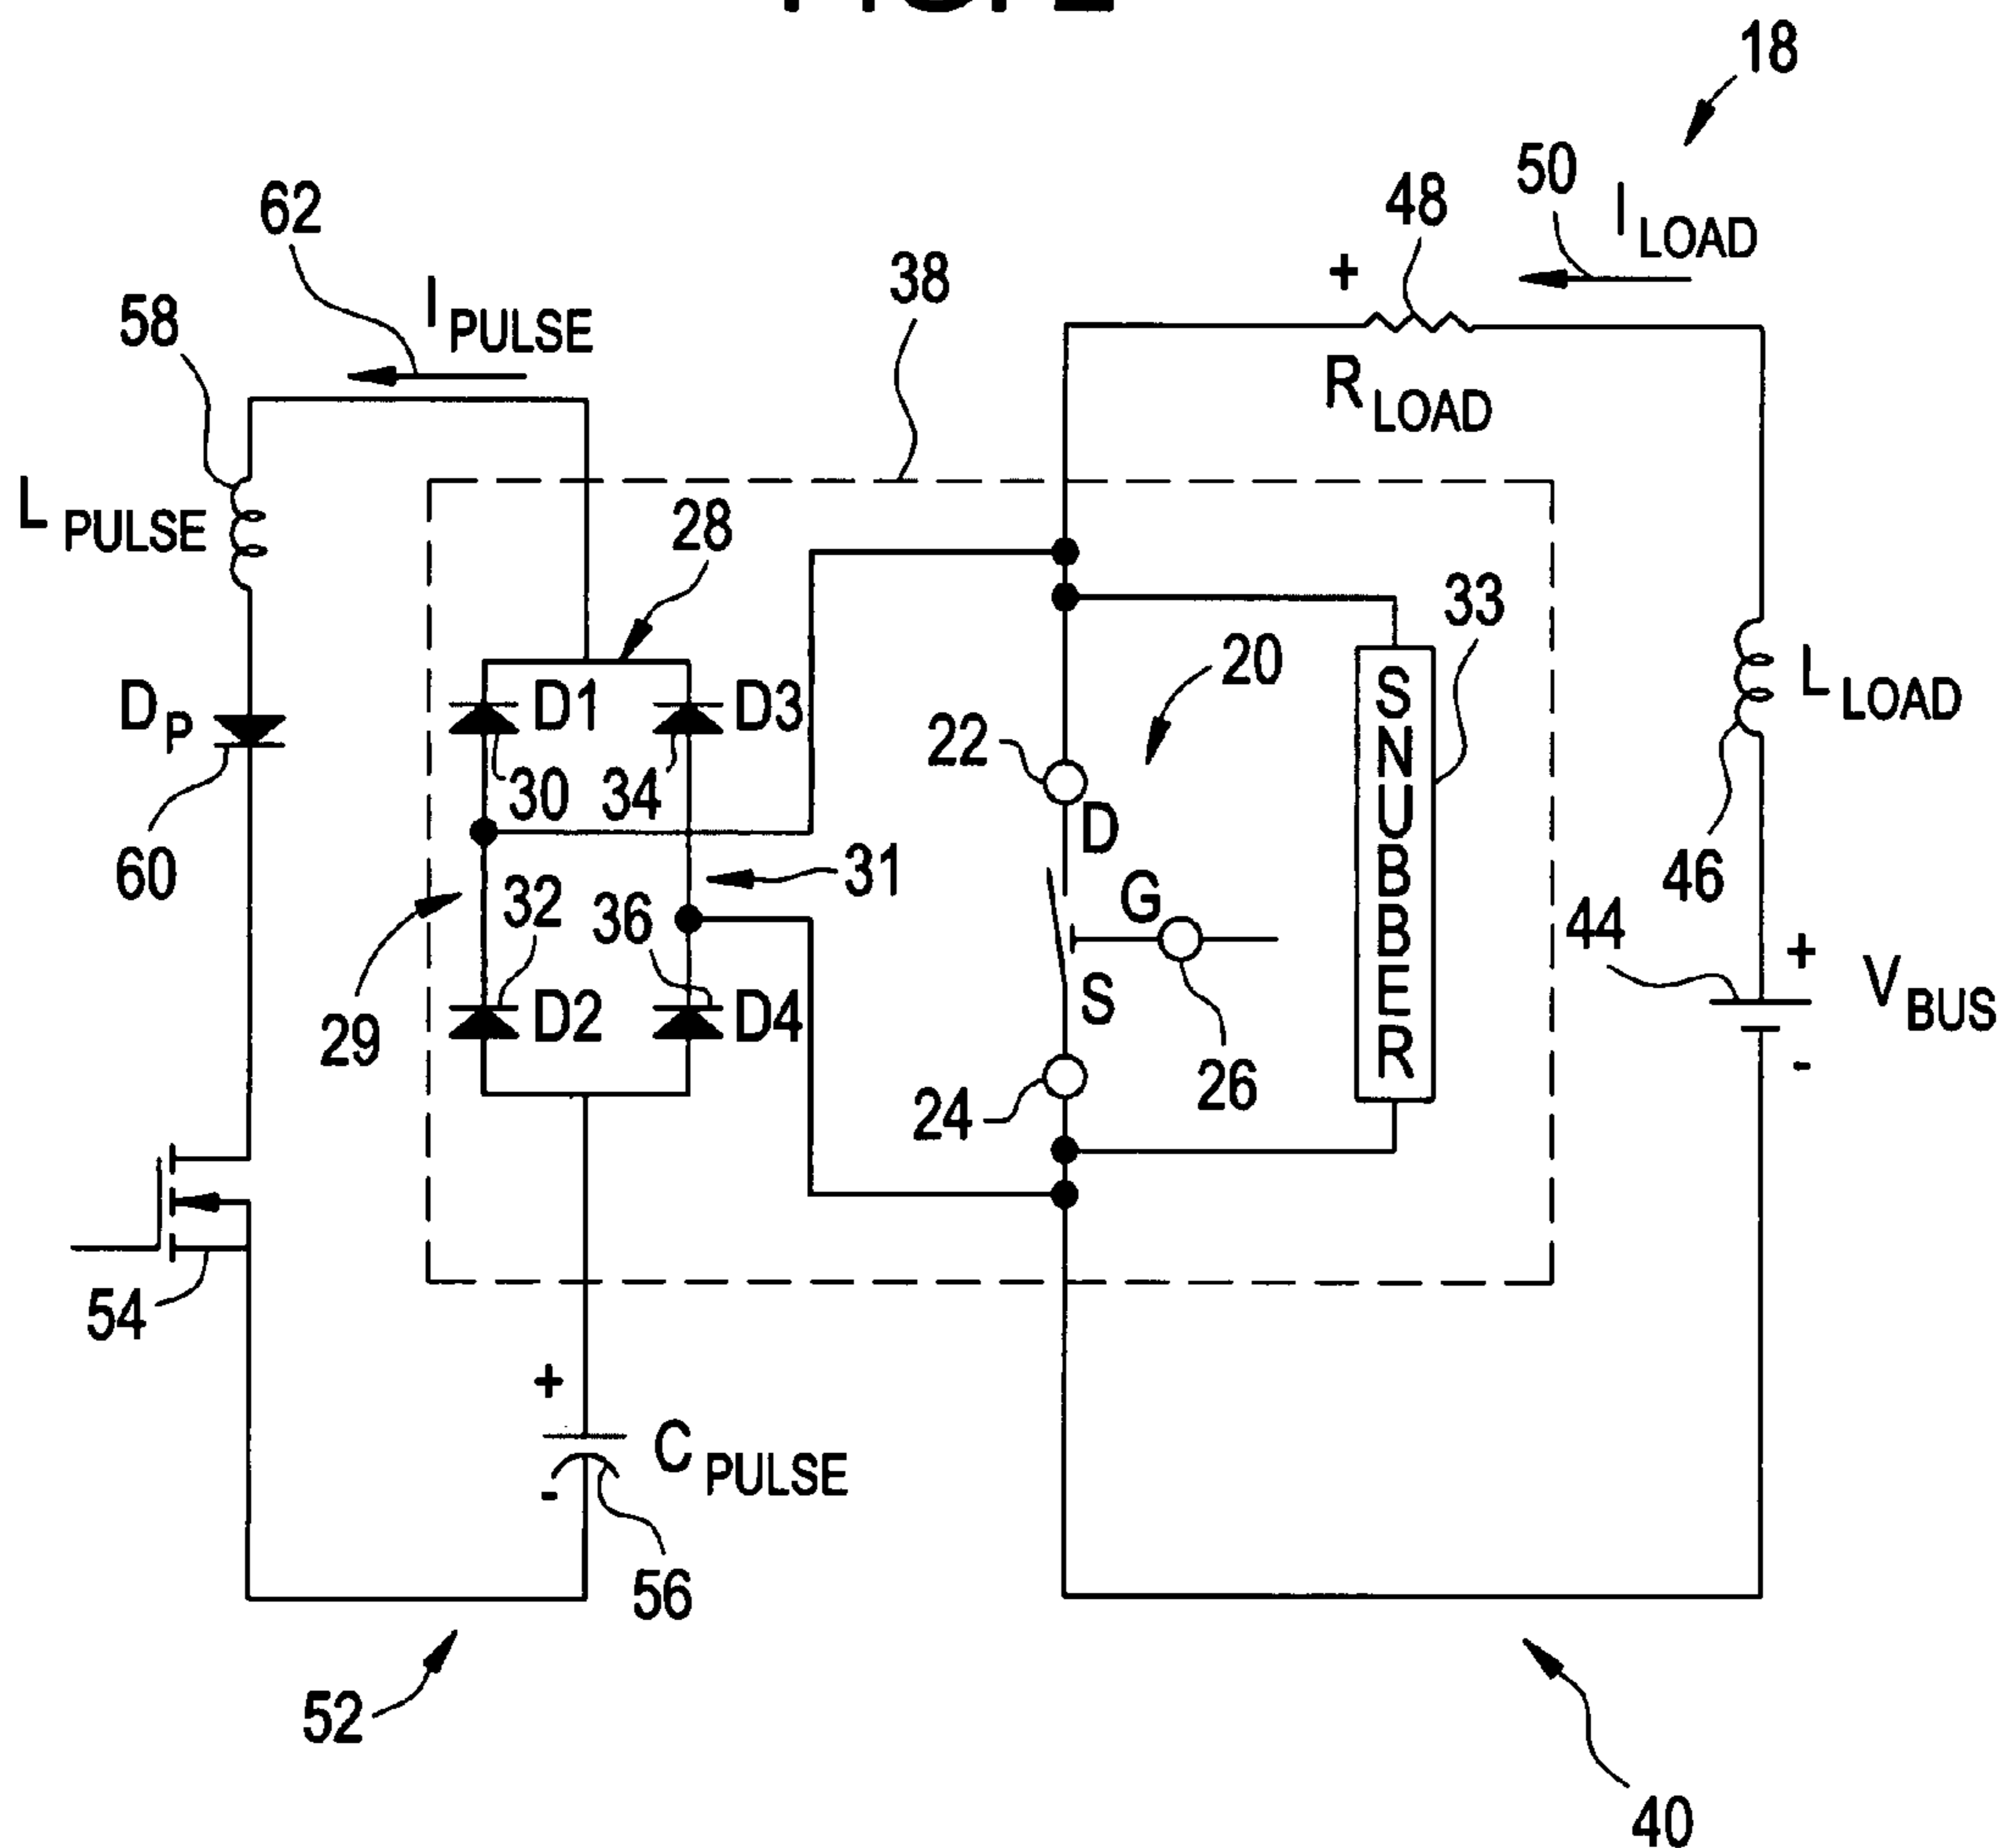 18
50
I LOAD
48
62
38
+
I PULSE
58
R LOAD
L PULSE
28
33
20
D1
D3
D P
L LOAD
22
30
34
D
SNUBBER
60
31
46
32
36
G
44
+
V BUS
29
D2
D4
S
24
26
-
54
+
C PULSE
-
56
52
40